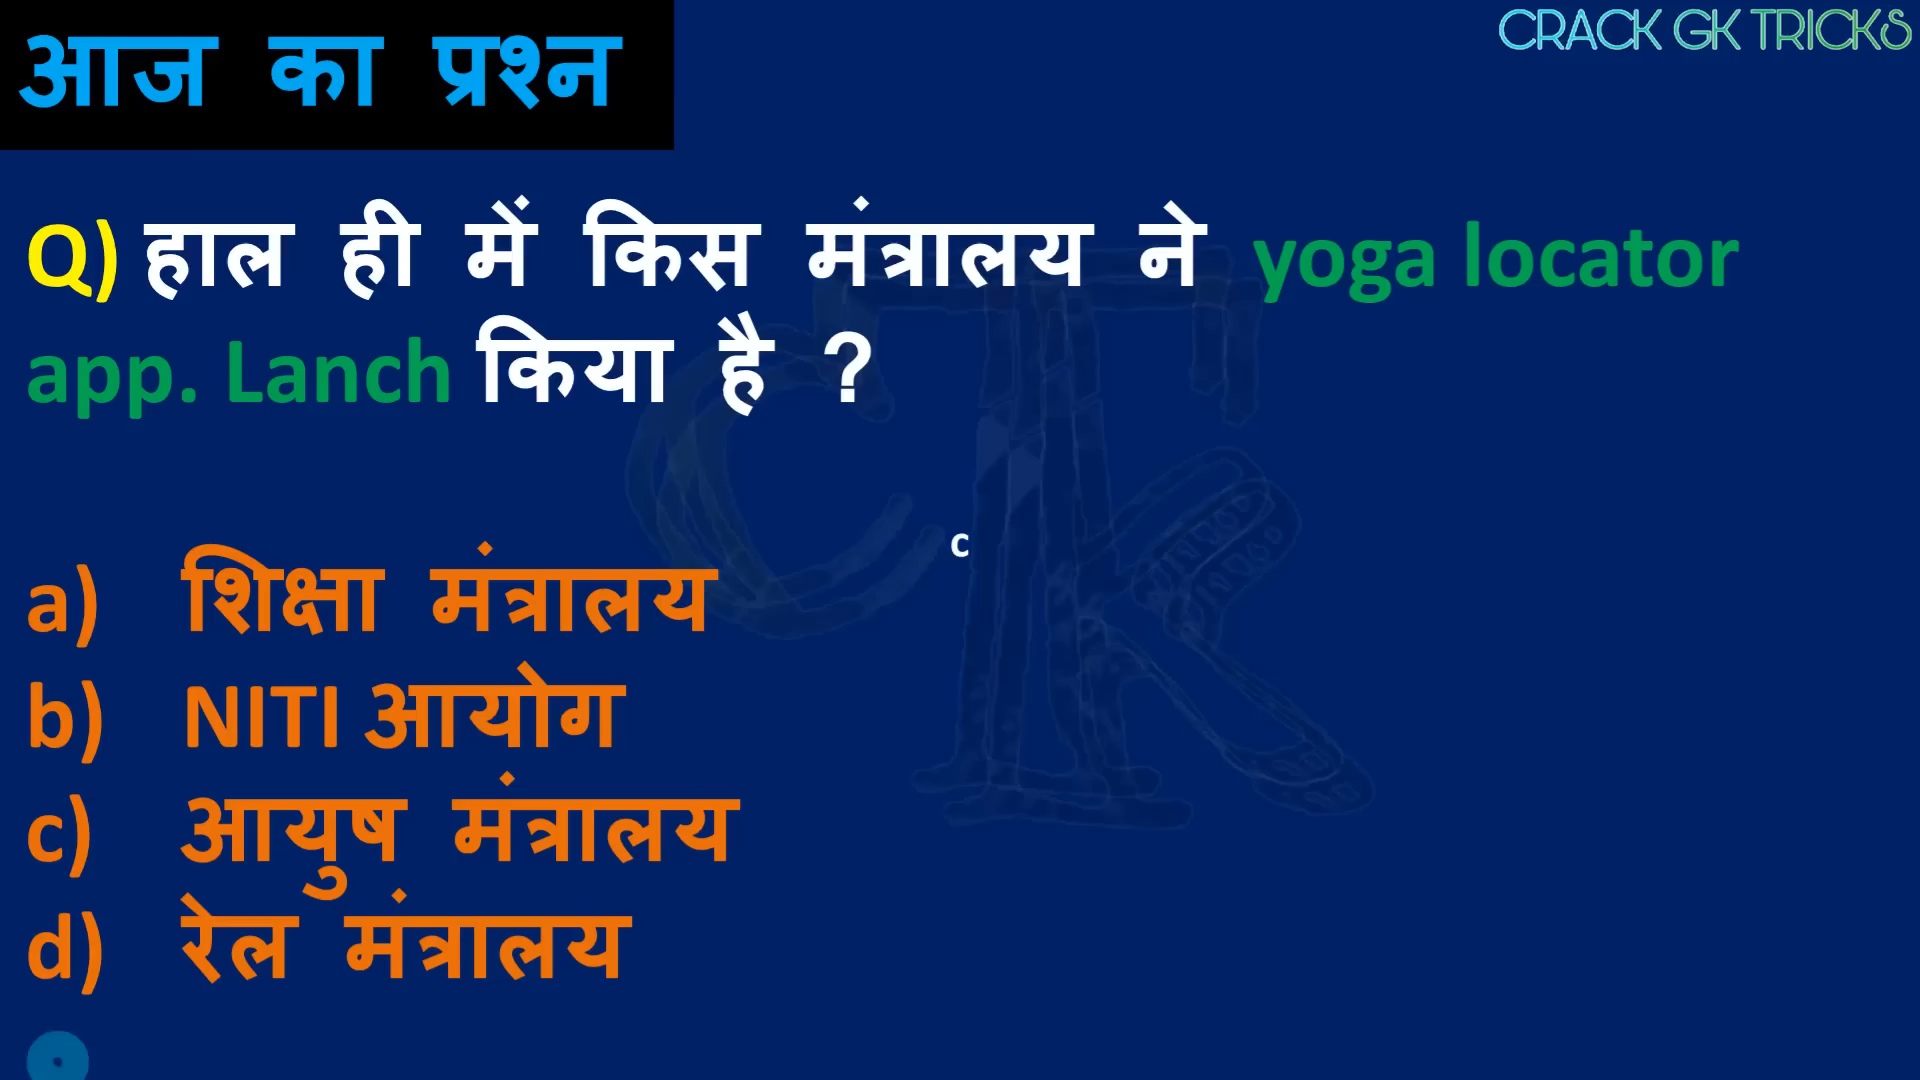 आज का प्रश्न
CRACK GK TRICKS
Q) हाल ही में किस मंत्रालय ने yoga locator
app. Lanch किया है ?
c
a) शिक्षा मंत्रालय
b) NITI आयोग
c) आयुष मंत्रालय
d) रेल मंत्रालय